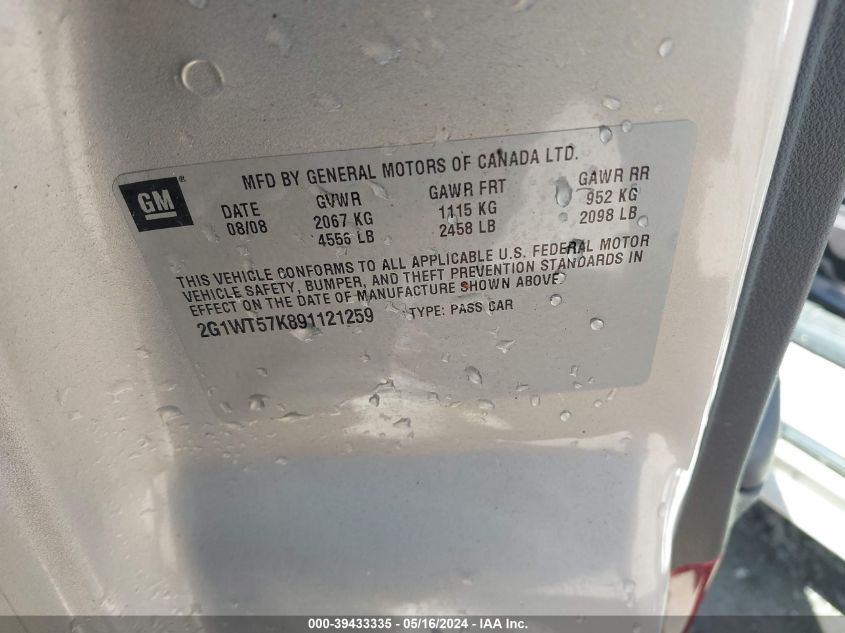 MFD BY GENERAL MOTORS OF CANADA LTD.
GM®
DATE GVWR GAWR FRT GAWR RR
08/08 2067 KG 1115 KG 952 KG
4556 LB 2458 LB 2098 LB
THIS VEHICLE CONFORMS TO ALL APPLICABLE U.S. FEDERAL MOTOR
VEHICLE SAFETY, BUMPER, AND THEFT PREVENTION STANDARDS IN
EFFECT ON THE DATE OF MANUFACTURE SHOWN ABOVE
2G1WT57K891121259 TYPE: PASS CAR
000-39433335 - 05/16/2024 - IAA Inc.